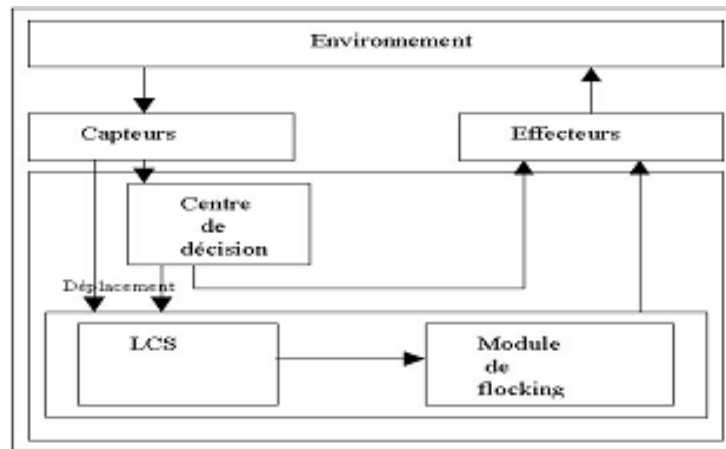 Environnement
Capteurs
Effecteurs
Centre
de
décision
Déplacement
LCS
Module
de
flocking